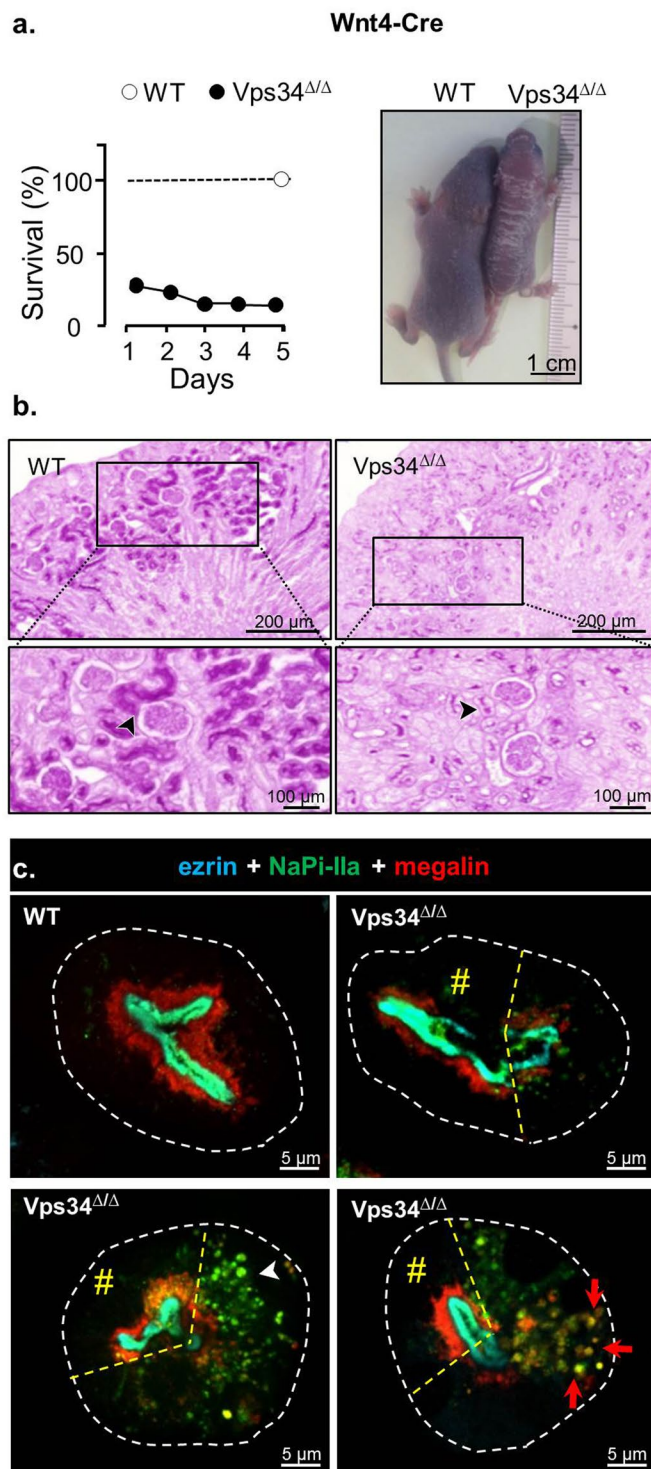 a.
Wnt4-Cre
WT Vps34Δ/Δ
WT Vps34Δ/Δ
Survival (%)
100
50
0
1 2 3 4 5
Days
1 cm
b.
WT
Vps34Δ/Δ
200 µm
200 µm
100 µm
100 µm
c.
ezrin + NaPi-IIa + megalin
WT
Vps34Δ/Δ
#
5 µm
5 µm
Vps34Δ/Δ
Vps34Δ/Δ
#
#
5 µm
5 µm